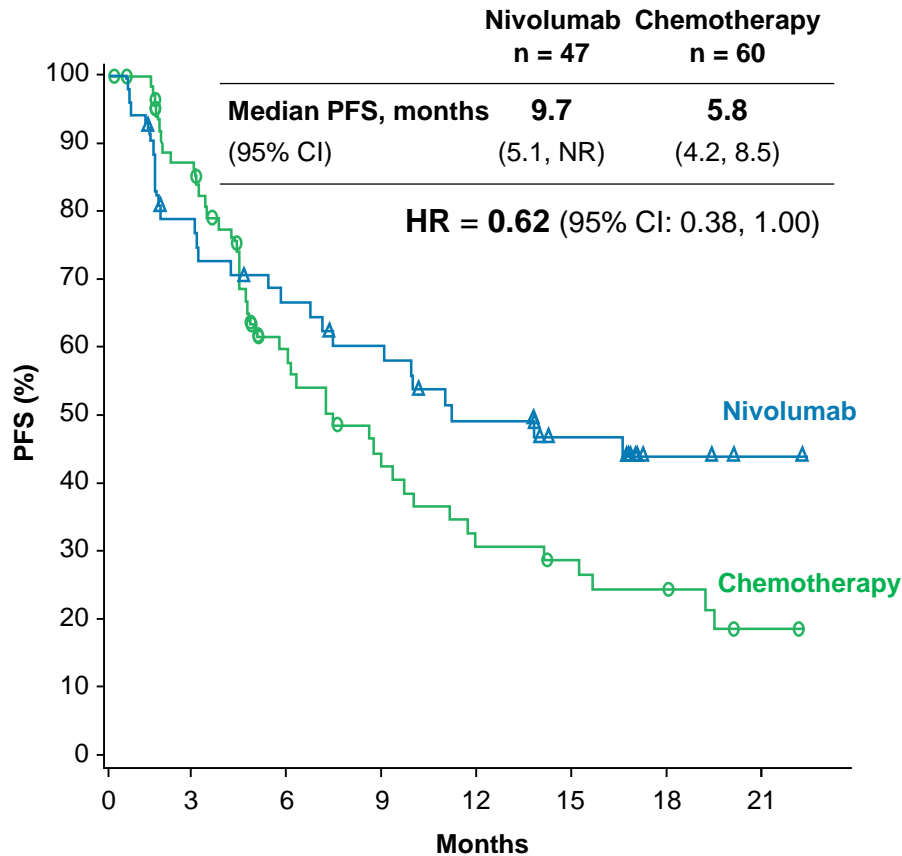 Nivolumab Chemotherapy
n = 47 n = 60
Median PFS, months 9.7 5.8
(95% CI) (5.1, NR) (4.2, 8.5)
HR = 0.62 (95% CI: 0.38, 1.00)
100
90
80
70
60
50
40
30
20
10
0
PFS (%)
Nivolumab
Chemotherapy
0 3 6 9 12 15 18 21
Months